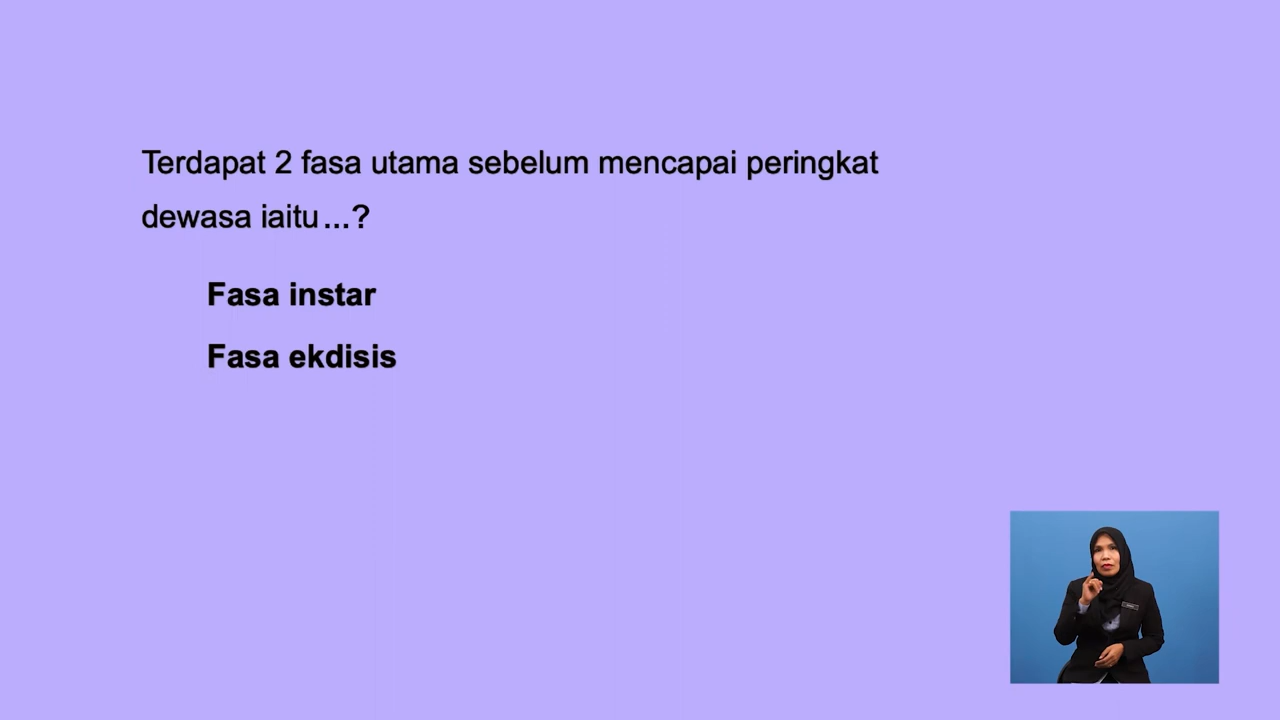 Terdapat 2 fasa utama sebelum mencapai peringkat
dewasa iaitu...?
Fasa instar
Fasa ekdisis